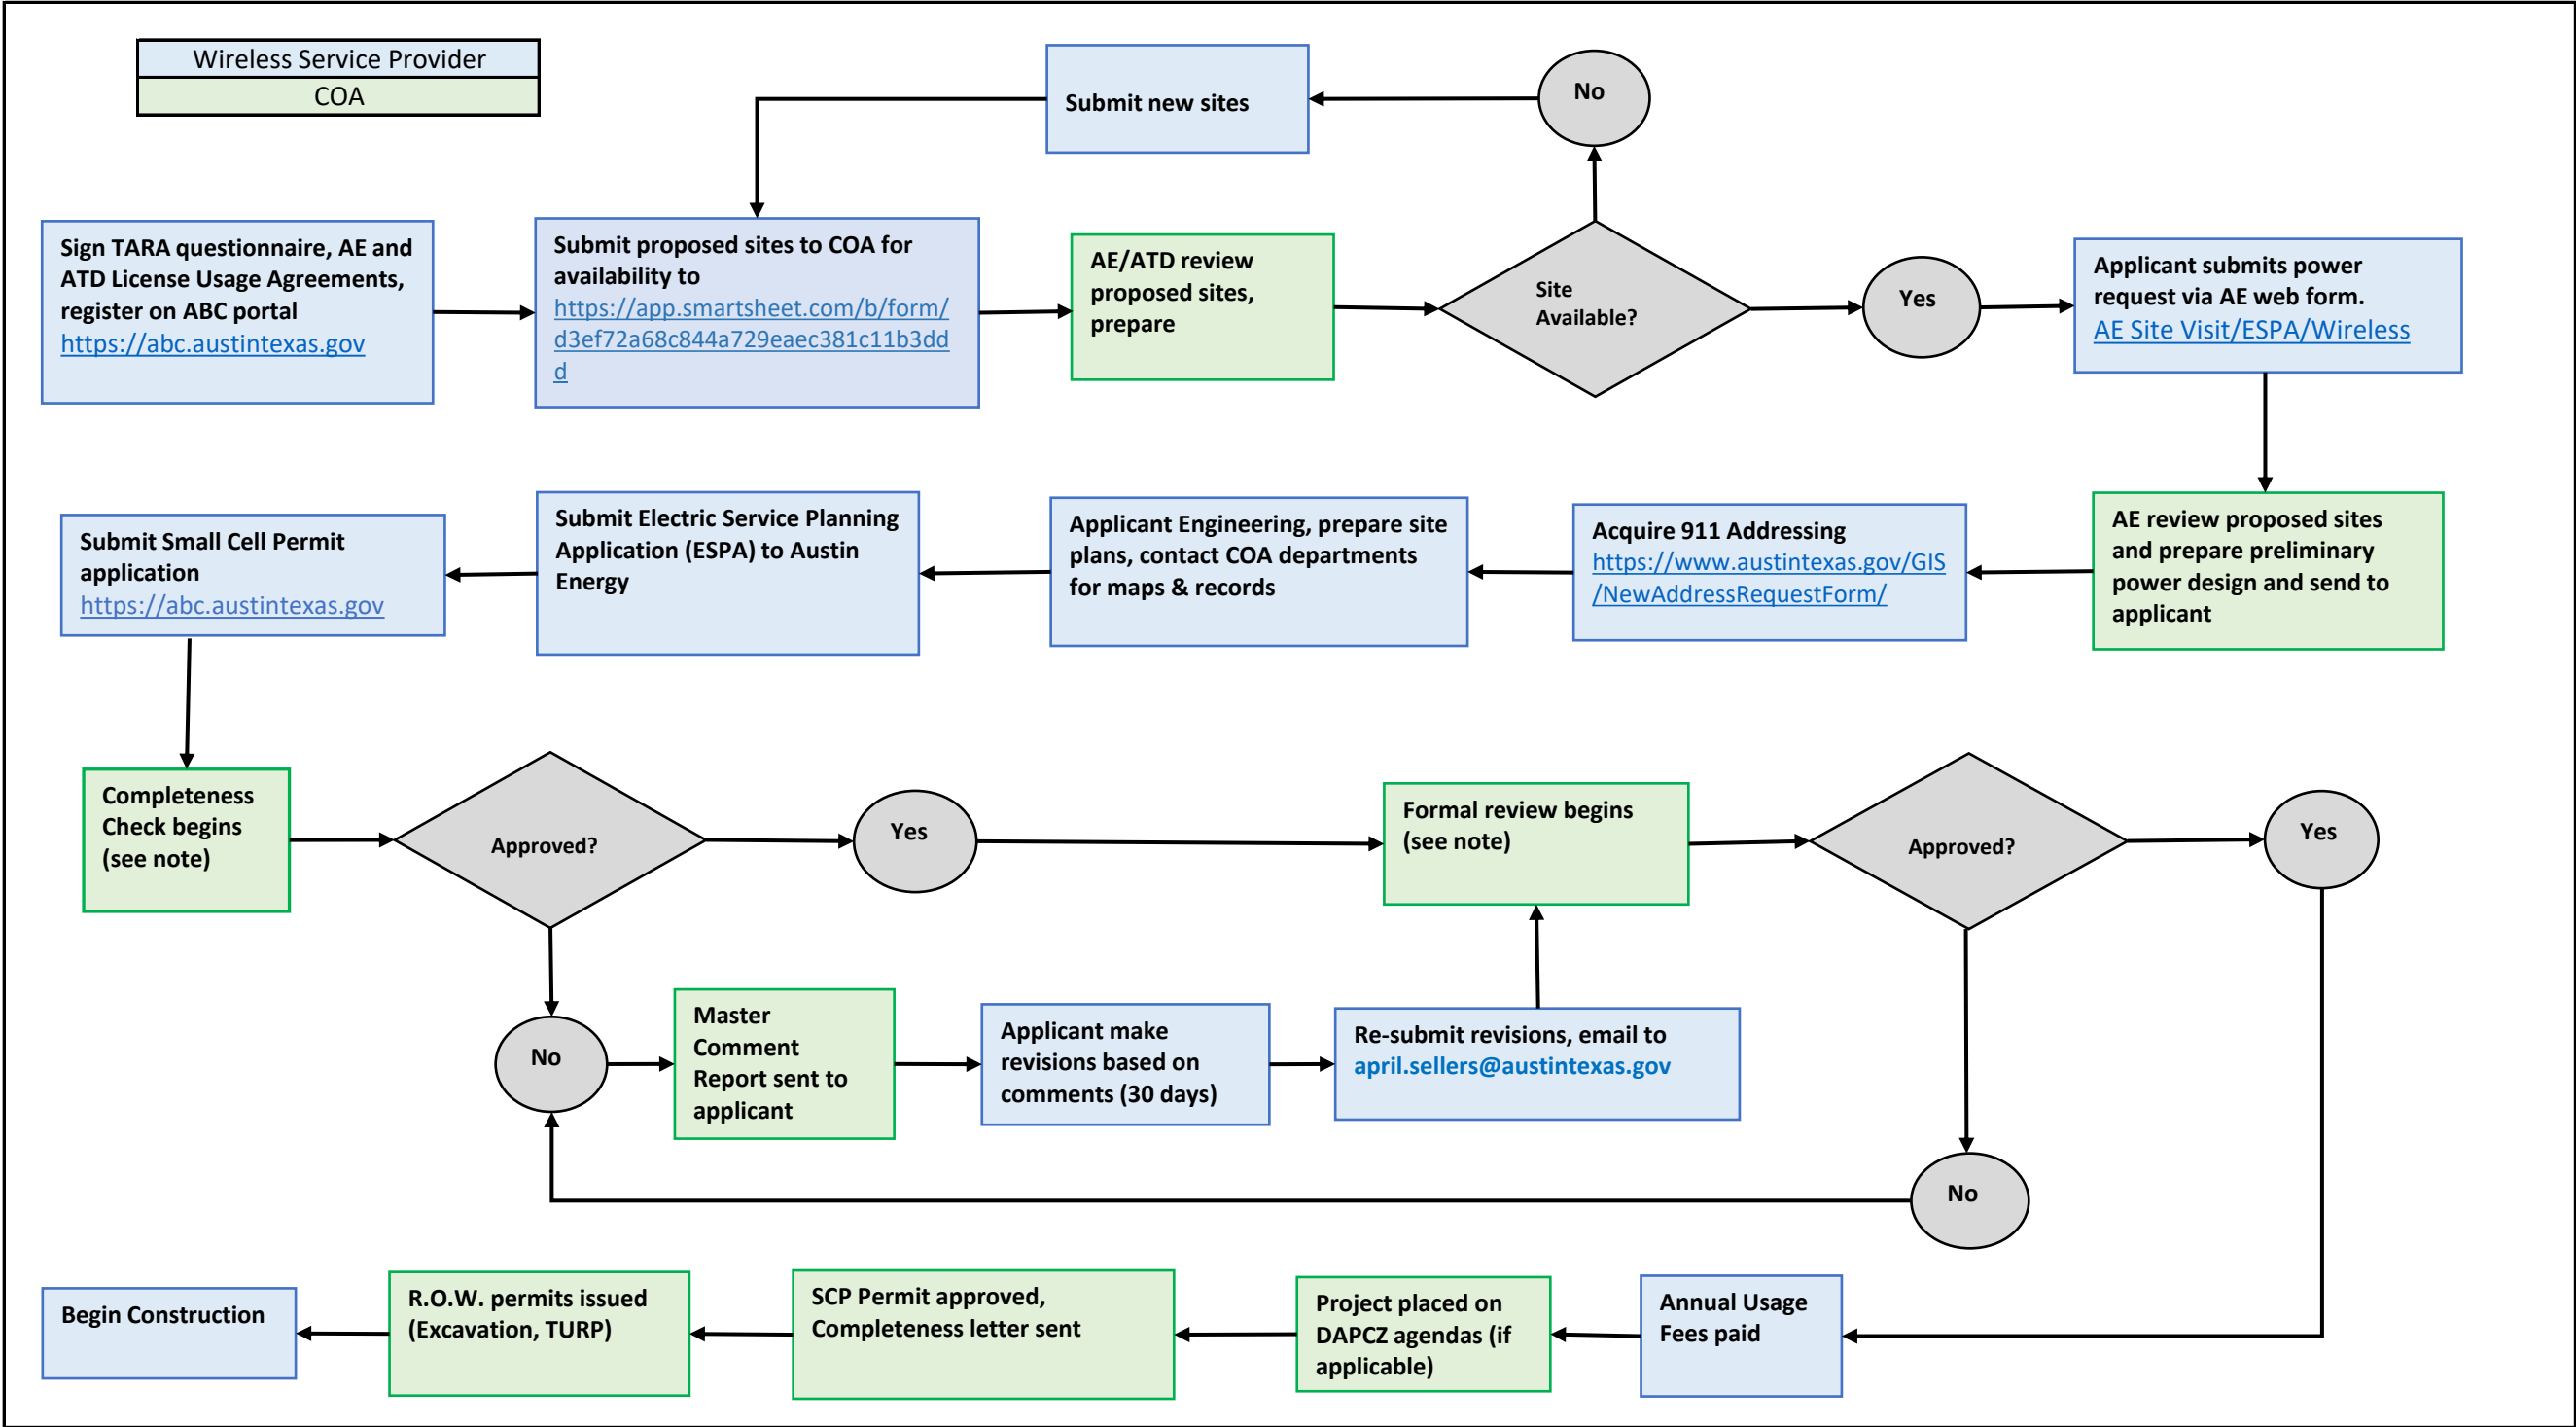 Wireless Service Provider
COA
Submit new sites
No
Sign TARA questionnaire, AE and
ATD License Usage Agreements,
register on ABC portal
https://abc.austintexas.gov
Submit proposed sites to COA for
availability to
https://app.smartsheet.com/b/form/
d3ef72a68c844a729eaec381c11b3dd
d
AE/ATD review
proposed sites,
prepare
Site
Available?
Yes
Applicant submits power
request via AE web form.
AE Site Visit/ESPA/Wireless
Submit Small Cell Permit
application
https://abc.austintexas.gov
Submit Electric Service Planning
Application (ESPA) to Austin
Energy
Applicant Engineering, prepare site
plans, contact COA departments
for maps & records
Acquire 911 Addressing
https://www.austintexas.gov/GIS
/NewAddressRequestForm/
AE review proposed sites
and prepare preliminary
power design and send to
applicant
Completeness
Check begins
(see note)
Approved?
Yes
Formal review begins
(see note)
Approved?
Yes
No
Master
Comment
Report sent to
applicant
Applicant make
revisions based on
comments (30 days)
Re-submit revisions, email to
april.sellers@austintexas.gov
No
Begin Construction
R.O.W. permits issued
(Excavation, TURP)
SCP Permit approved,
Completeness letter sent
Project placed on
DAPCZ agendas (if
applicable)
Annual Usage
Fees paid